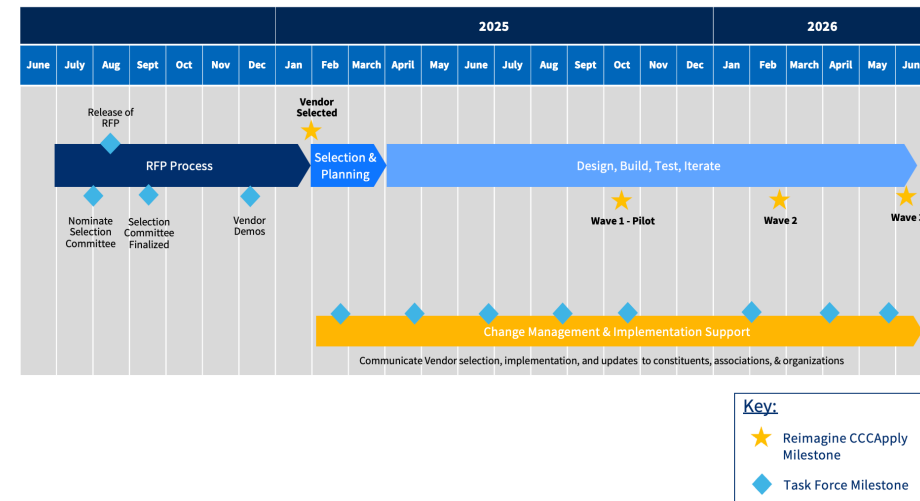 2025
2026
June July Aug Sept Oct Nov Dec Jan Feb March April May June July Aug Sept Oct Nov Dec Jan Feb March April May Jun
Release of
RFP
Vendor
Selected
RFP Process
Selection &
Planning
Design, Build, Test, Iterate
Nominate
Selection
Committee
Selection
Committee
Finalized
Vendor
Demos
Wave 1 - Pilot
Wave 2
Wave
Change Management & Implementation Support
Communicate Vendor selection, implementation, and updates to constituents, associations, & organizations
Key:
Reimagine CCCApply
Milestone
Task Force Milestone